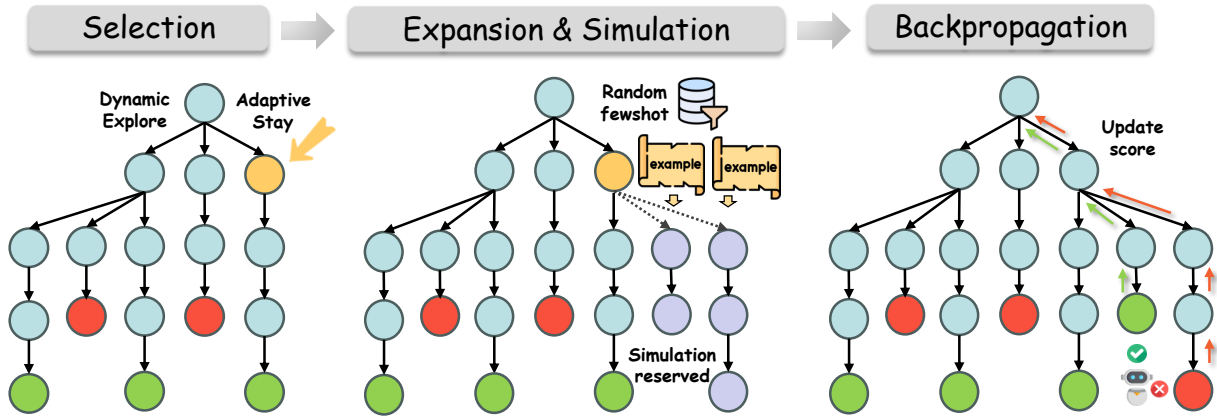 Selection
Expansion & Simulation
Backpropagation
Dynamic
Explore
Adaptive
Stay
Random
fewshot
example
example
Simulation
reserved
Update
score